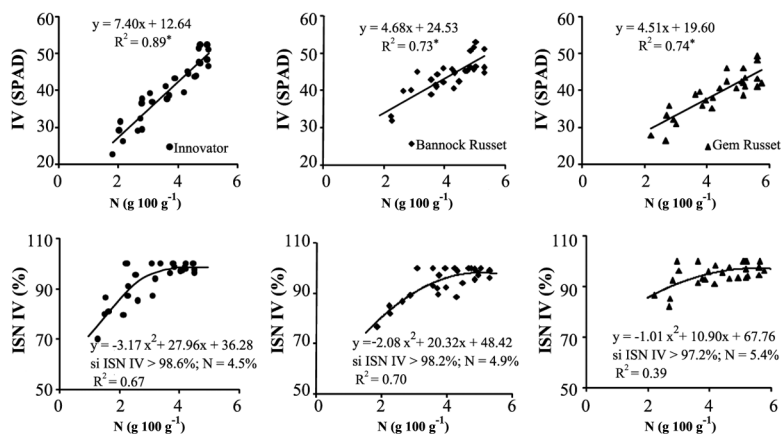 y = 7.40x + 12.64
R² = 0.89*
IV (SPAD)
60
50
40
30
20
Innovator
0 2 4 6
N (g 100 g⁻¹)
y = 4.68x + 24.53
R² = 0.73*
IV (SPAD)
60
50
40
30
20
Bannock Russet
0 2 4 6
N (g 100 g⁻¹)
y = 4.51x + 19.60
R² = 0.74*
IV (SPAD)
60
50
40
30
20
Gem Russet
0 2 4 6
N (g 100 g⁻¹)
ISN IV (%)
110
90
70
50
y = -3.17 x² + 27.96x + 36.28
si ISN IV > 98.6%; N = 4.5%
R² = 0.67
0 2 4 6
N (g 100 g⁻¹)
ISN IV (%)
110
90
70
50
y = -2.08 x² + 20.32x + 48.42
si ISN IV > 98.2%; N = 4.9%
R² = 0.70
0 2 4 6
N (g 100 g⁻¹)
ISN IV (%)
110
90
70
50
y = -1.01 x² + 10.90x + 67.76
si ISN IV > 97.2%; N = 5.4%
R² = 0.39
0 2 4 6
N (g 100 g⁻¹)